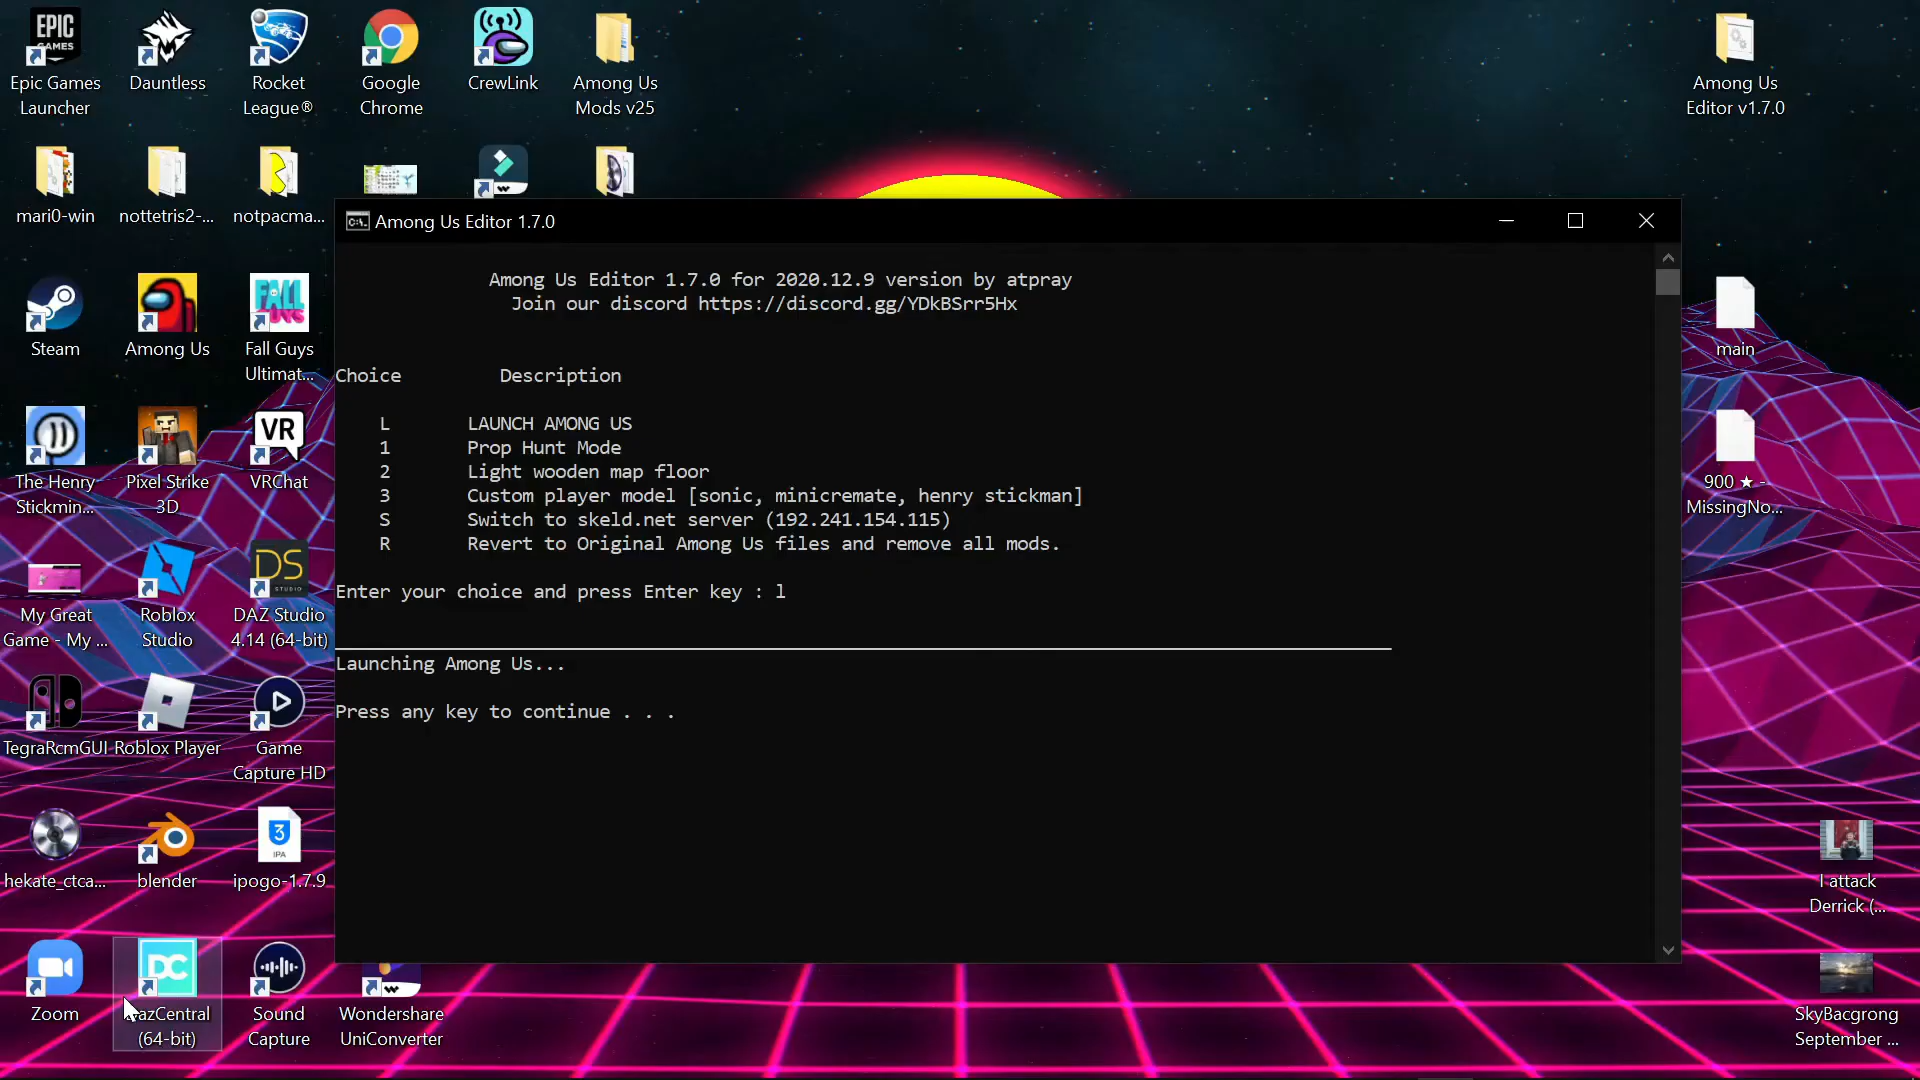 EPIC
GAMES
Epic Games
Launcher
Dauntless
Rocket
League®
Google
Chrome
CrewLink
Among Us
Mods v25
Among Us
Editor v1.7.0
mari0-win
nottetris2-...
notpacma...
Among Us Editor 1.7.0
Among Us Editor 1.7.0 for 2020.12.9 version by atpray
Join our discord https://discord.gg/YDkBSrr5Hx
Choice Description
L LAUNCH AMONG US
1 Prop Hunt Mode
2 Light wooden map floor
3 Custom player model [sonic, minicremate, henry stickman]
S Switch to skeld.net server (192.241.154.115)
R Revert to Original Among Us files and remove all mods.
Enter your choice and press Enter key : l
Launching Among Us...
Press any key to continue . . .
Steam
Among Us
FALL
GUYS
Fall Guys
Ultimat...
main
The Henry
Stickmin...
Pixel Strike
3D
VR
VRChat
900 ★ -
MissingNo...
My Great
Game - My ...
Roblox
Studio
DS
STUDIO
DAZ Studio
4.14 (64-bit)
TegraRcmGUI
Roblox Player
Game
Capture HD
hekate_ctca...
blender
3
IPA
ipogo-1.7.9
I attack
Derrick (...
Zoom
DC
azCentral
(64-bit)
Sound
Capture
Wondershare
UniConverter
SkyBacgrong
September ...